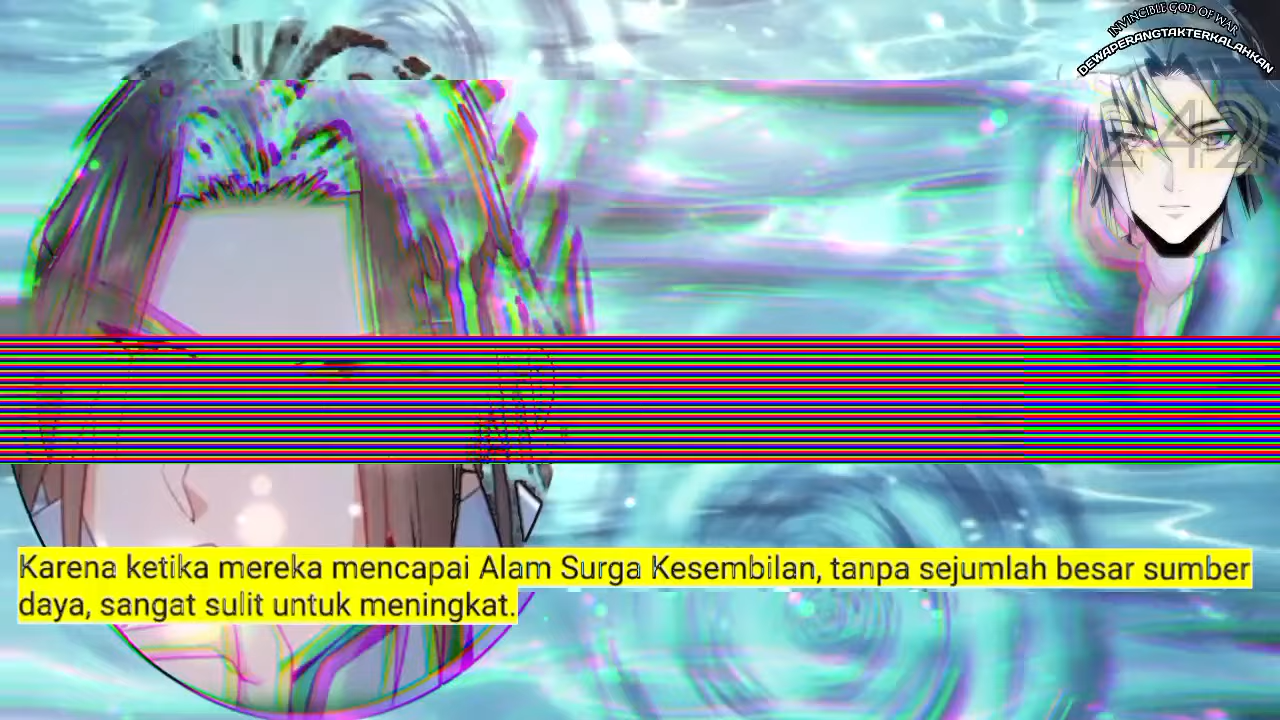 INVINCIBLE GOD OF WAR
DEWAPERANGTAKTERKALAHKAN
242
Karena ketika mereka mencapai Alam Surga Kesembilan, tanpa sejumlah besar sumber
daya, sangat sulit untuk meningkat.